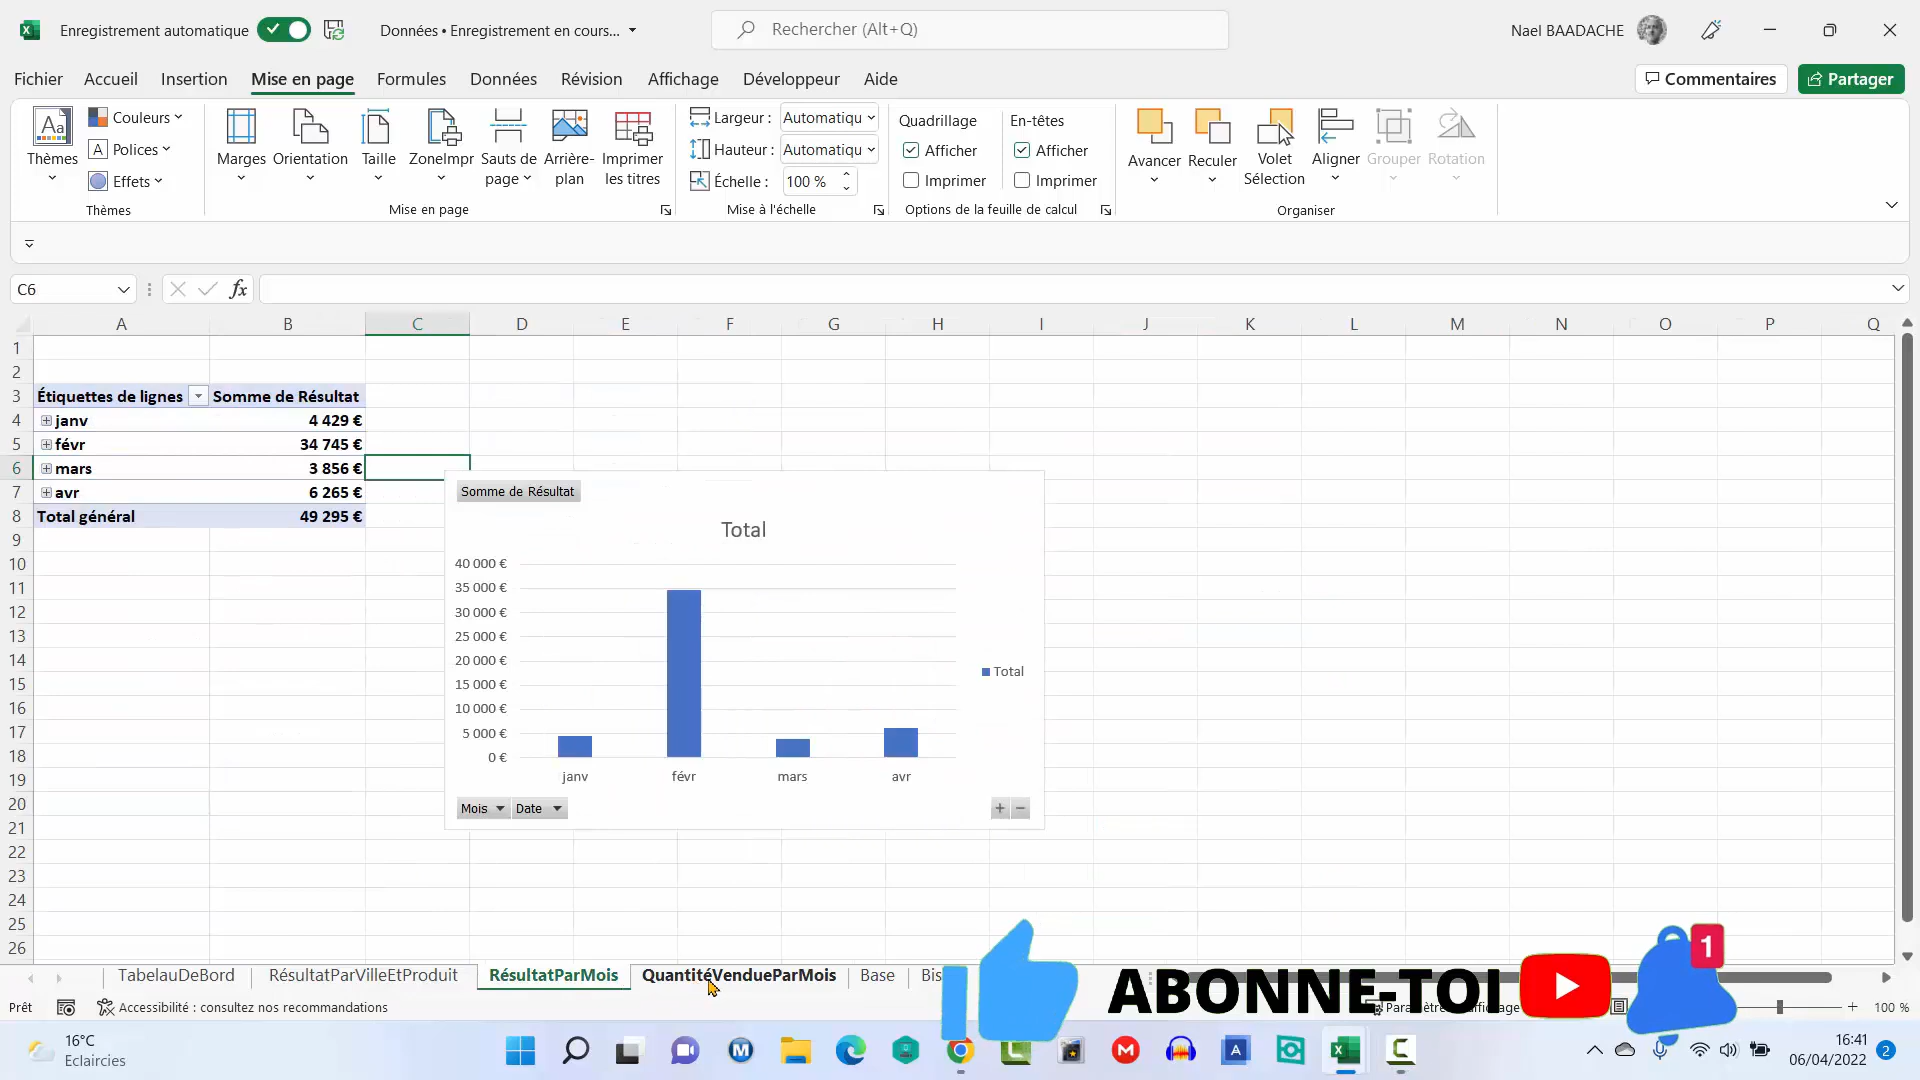 Enregistrement automatique
Données • Enregistrement en cours...
Rechercher (Alt+Q)
Nael BAADACHE
Fichier Accueil Insertion Mise en page Formules Données Révision Affichage Développeur Aide
Commentaires Partager
Thèmes
Couleurs
Polices
Effets
Thèmes
Marges Orientation Taille ZoneImpr
Sauts de page
Arrière-plan
Imprimer les titres
Mise en page
Largeur : Automatiqu
Hauteur : Automatiqu
Échelle : 100 %
Mise à l'échelle
Quadrillage En-têtes
Afficher Afficher
Imprimer Imprimer
Options de la feuille de calcul
Avancer Reculer
Volet Sélection
Aligner Grouper Rotation
Organiser
C6 fx
A B C D E F G H I J K L M N O P Q
1
2
3 Étiquettes de lignes Somme de Résultat
4 janv 4 429 €
5 févr 34 745 €
6 mars 3 856 €
7 avr 6 265 €
8 Total général 49 295 €
9
10
11
12
13
14
15
16
17
18
19
20
21
22
23
24
25
26
Somme de Résultat
Total
40 000 €
35 000 €
30 000 €
25 000 €
20 000 €
15 000 €
10 000 €
5 000 €
0 €
janv févr mars avr
Total
Mois Date
TabelauDeBord RésultatParVilleEtProduit RésultatParMois QuantitéVendueParMois Base Bis
ABONNE-TOI
1
Prêt Accessibilité : consultez nos recommandations
100 %
16°C
Eclaircies
16:41
06/04/2022
2